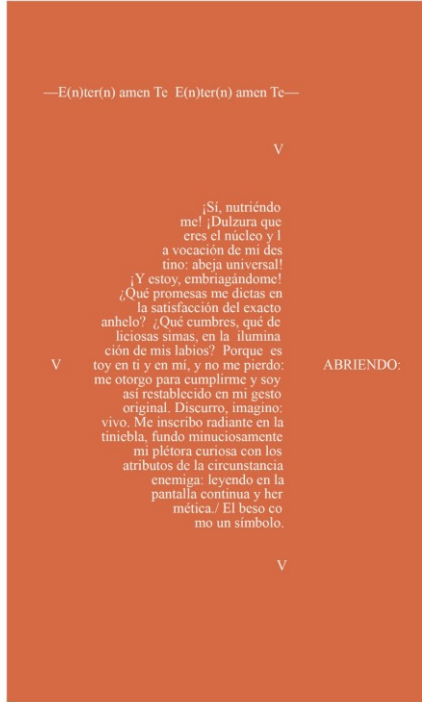 —E(n)ter(n) amen Te  E(n)ter(n) amen Te—
V
¡Sí, nutriéndo
me! ¡Dulzura que
eres el núcleo y l
a vocación de mi des
tino: abeja universal!
¡Y estoy, embriagándome!
¿Qué promesas me dictas en
la satisfacción del exacto
anhelo?  ¿Qué cumbres, qué de
liciosas simas, en la  ilumina
ción de mis labios?  Porque  es
V toy en ti y en mí, y no me pierdo: ABRIENDO:
me otorgo para cumplirme y soy
así restablecido en mi gesto
original. Discurro, imagino:
vivo. Me inscribo radiante en la
tiniebla, fundo minuciosamente
mi plétora curiosa con los
atributos de la circunstancia
enemiga: leyendo en la
pantalla continua y her
mética./ El beso co
mo un símbolo.
V